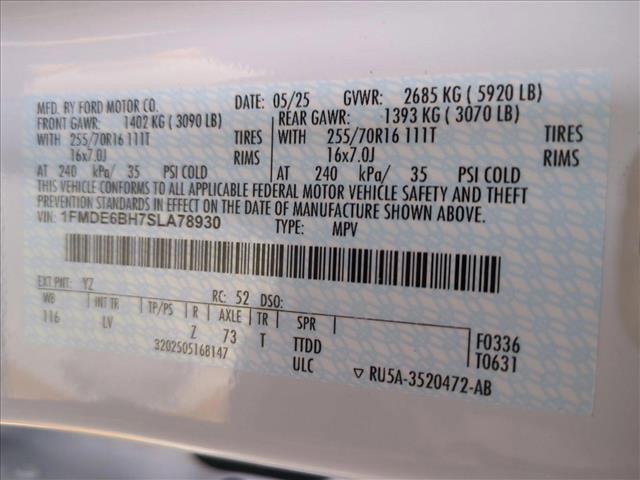 MFD. BY FORD MOTOR CO. DATE: 05/25 GVWR: 2685 KG ( 5920 LB)
FRONT GAWR: 1402 KG ( 3090 LB) REAR GAWR: 1393 KG ( 3070 LB)
WITH 255/70R16 111T TIRES WITH 255/70R16 111T TIRES
16x7.0J RIMS 16x7.0J RIMS
AT 240 kPa/ 35 PSI COLD AT 240 kPa/ 35 PSI COLD
THIS VEHICLE CONFORMS TO ALL APPLICABLE FEDERAL MOTOR VEHICLE SAFETY AND THEFT
PREVENTION STANDARDS IN EFFECT ON THE DATE OF MANUFACTURE SHOWN ABOVE.
VIN: 1FMDE6BH7SLA78930 TYPE: MPV
EXT PNT: YZ RC: 52 DSO:
WB INT TR TP/PS R AXLE TR SPR
116 LV Z 73 T TTDD F0336
3202505168147 ULC T0631
▽ RU5A-3520472-AB